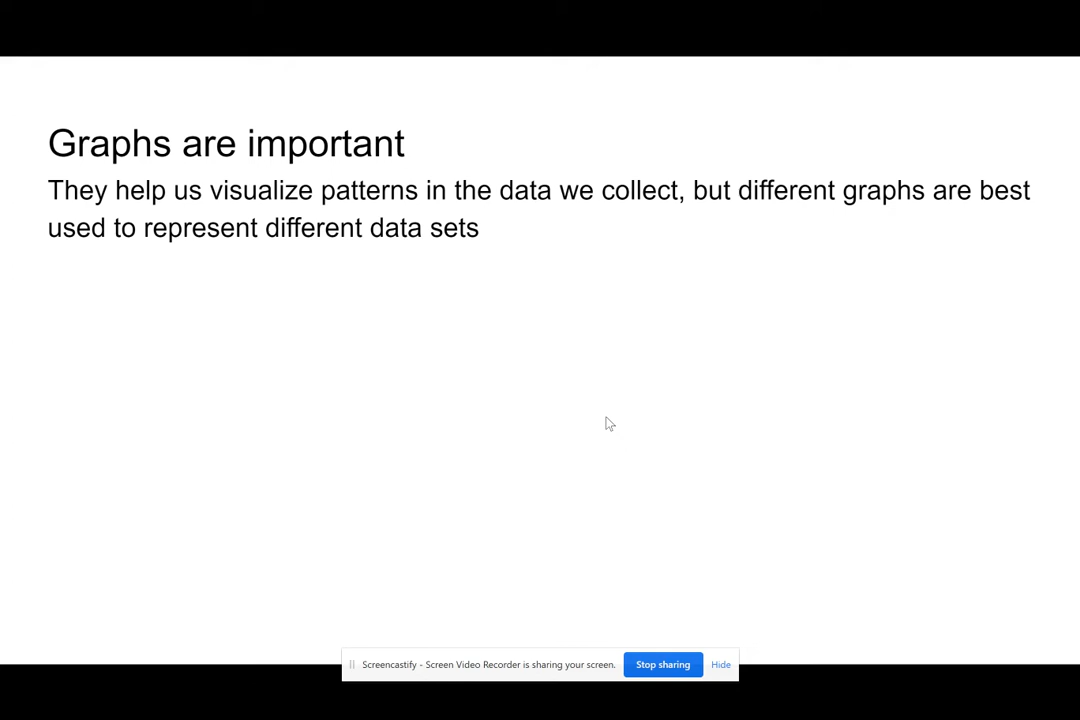 Graphs are important
They help us visualize patterns in the data we collect, but different graphs are best
used to represent different data sets
Screencastify - Screen Video Recorder is sharing your screen. Stop sharing Hide